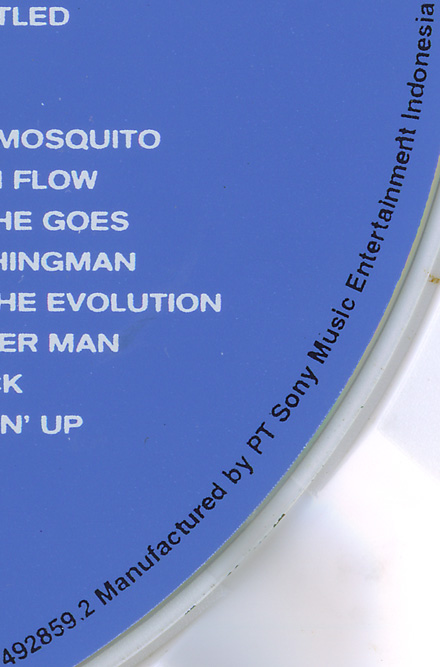 TLED
MOSQUITO
FLOW
HE GOES
HINGMAN
HE EVOLUTION
ER MAN
CK
N' UP
492859.2 Manufactured by PT Sony Music Entertainment Indonesia